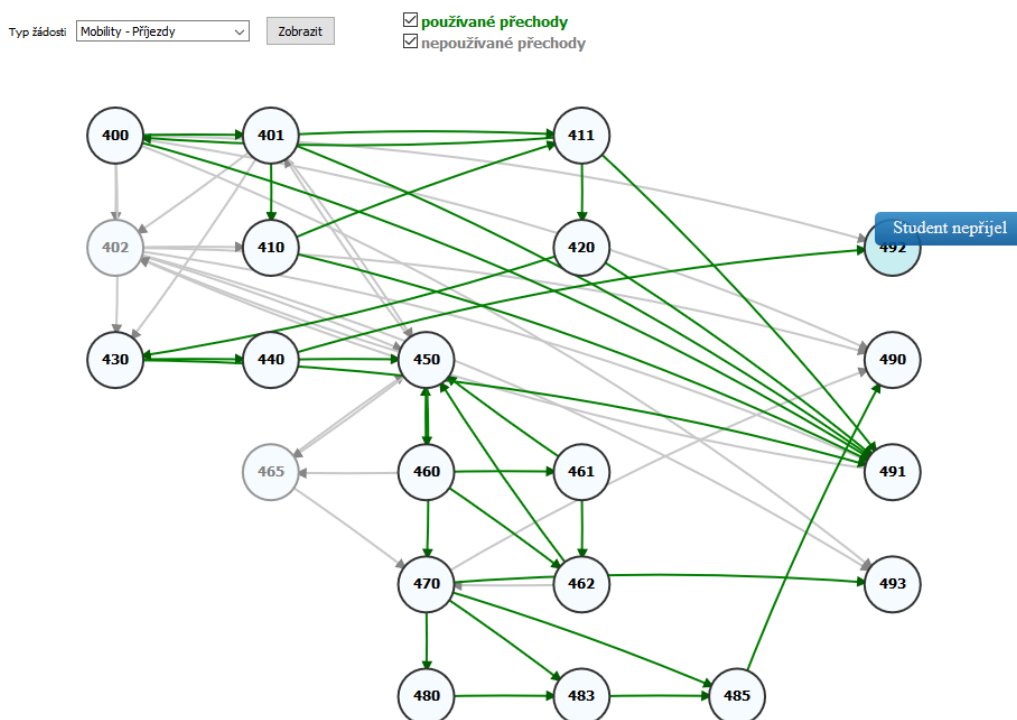 Typ žádosti Mobility - Příjezdy Zobrazit
používané přechody
nepoužívané přechody
400 401 411
402 410 420 492
Student nepřijel
430 440 450 490
465 460 461 491
470 462 493
480 483 485